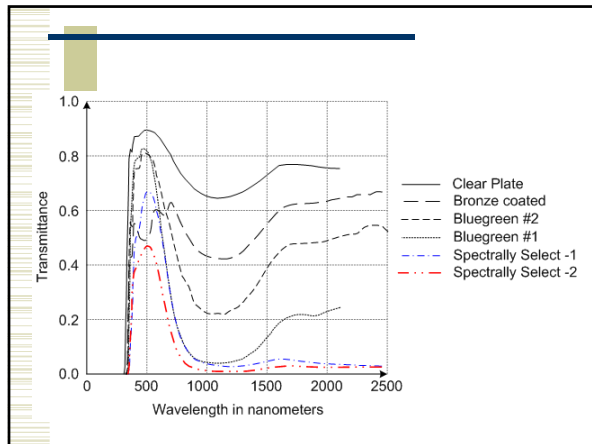 1.0
0.8
0.6
0.4
0.2
0.0
Transmittance
0 500 1000 1500 2000 2500
Wavelength in nanometers
Clear Plate
Bronze coated
Bluegreen #2
Bluegreen #1
Spectrally Select -1
Spectrally Select -2